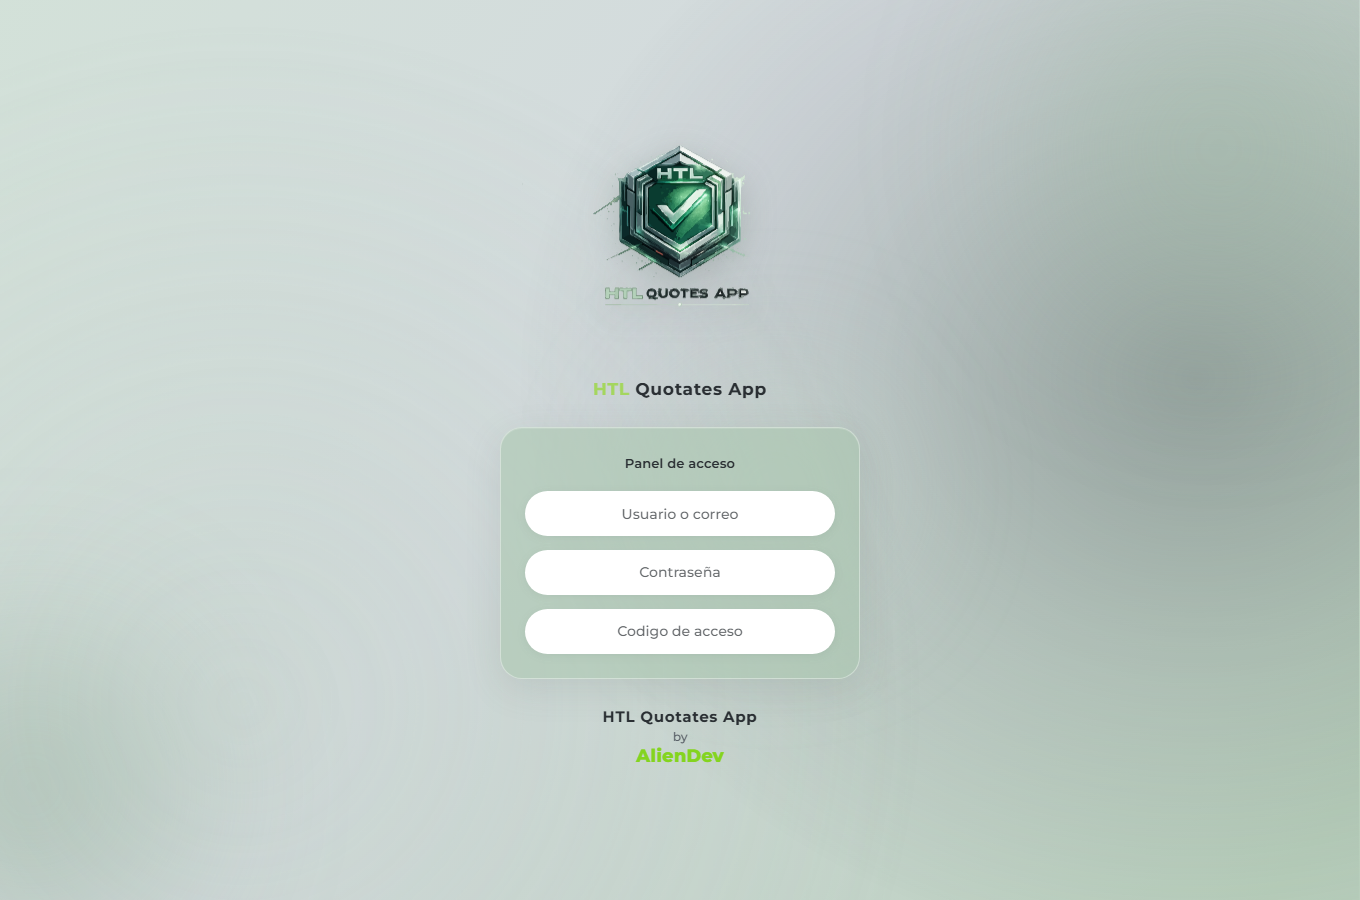 HTL
HTL QUOTES APP
HTL Quotates App
Panel de acceso
Usuario o correo
Contraseña
Codigo de acceso
HTL Quotates App
by
AlienDev